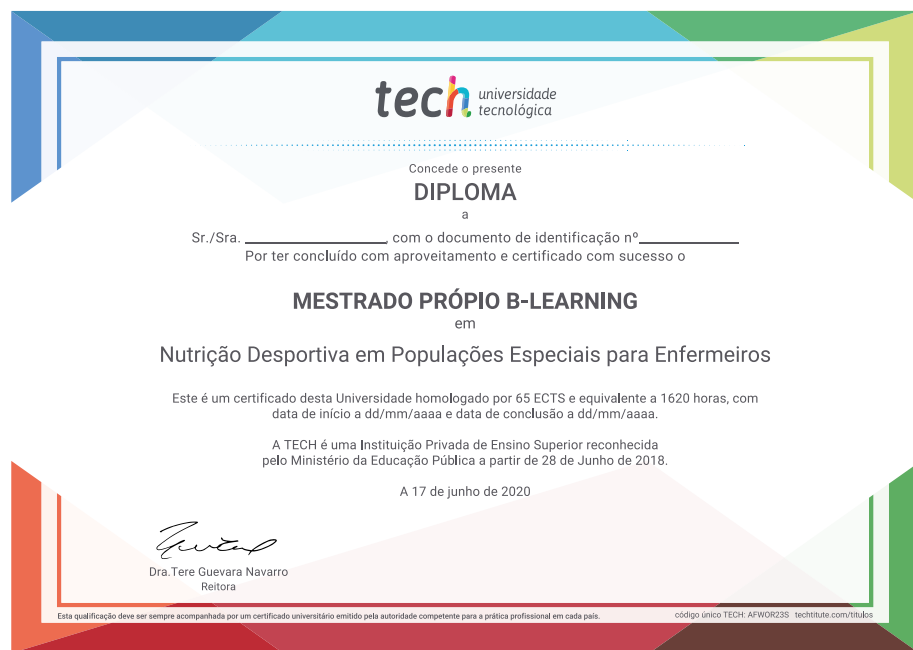 tech universidade
tecnológica
Concede o presente
DIPLOMA
a
Sr./Sra. , com o documento de identificação nº
Por ter concluído com aproveitamento e certificado com sucesso o
MESTRADO PRÓPIO B-LEARNING
em
Nutrição Desportiva em Populações Especiais para Enfermeiros
Este é um certificado desta Universidade homologado por 65 ECTS e equivalente a 1620 horas, com
data de início a dd/mm/aaaa e data de conclusão a dd/mm/aaaa.
A TECH é uma Instituição Privada de Ensino Superior reconhecida
pelo Ministério da Educação Pública a partir de 28 de Junho de 2018.
A 17 de junho de 2020
Dra.Tere Guevara Navarro
Reitora
Esta qualificação deve ser sempre acompanhada por um certificado universitário emitido pela autoridade competente para a prática profissional em cada país.
código único TECH: AFWOR23S techtitute.com/titulos